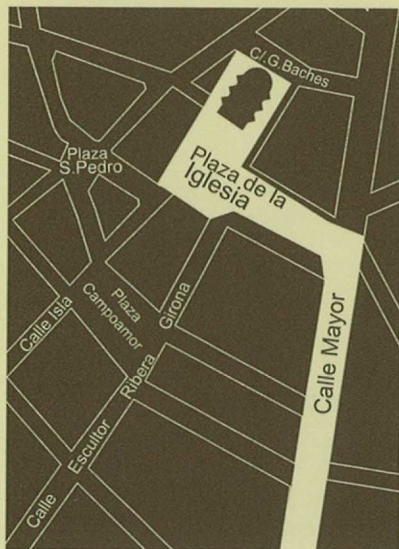 C/.G.Baches
Plaza
S.Pedro
Plaza de la
Iglesia
Plaza
Campoamor
Calle Isla
Calle Escultor Ribera Girona
Calle Mayor